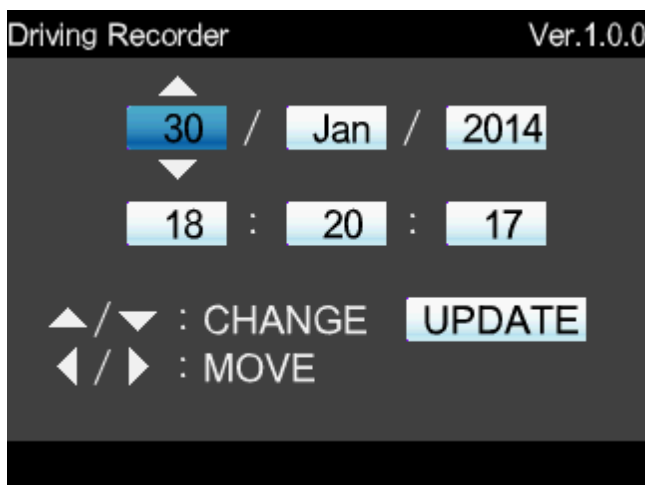 Driving Recorder Ver.1.0.0
30 / Jan / 2014
18 : 20 : 17
/ : CHANGE UPDATE
/ : MOVE